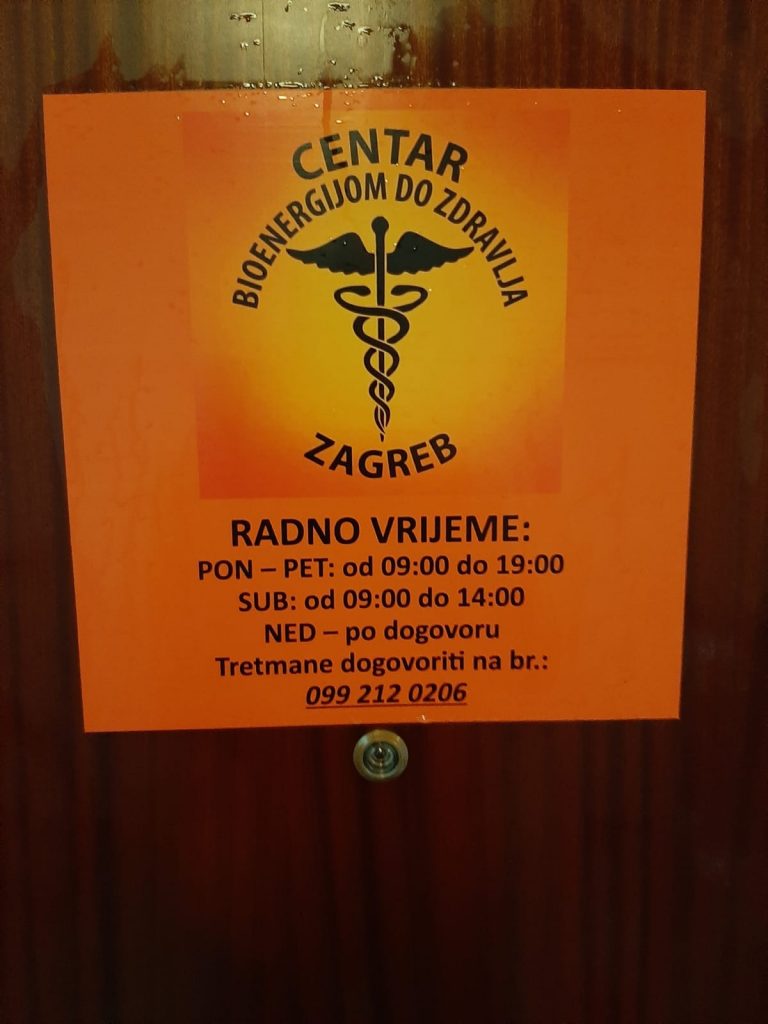 CENTAR
BIOENERGIJOM DO ZDRAVLJA
ZAGREB
RADNO VRIJEME:
PON – PET: od 09:00 do 19:00
SUB: od 09:00 do 14:00
NED – po dogovoru
Tretmane dogovoriti na br.:
099 212 0206